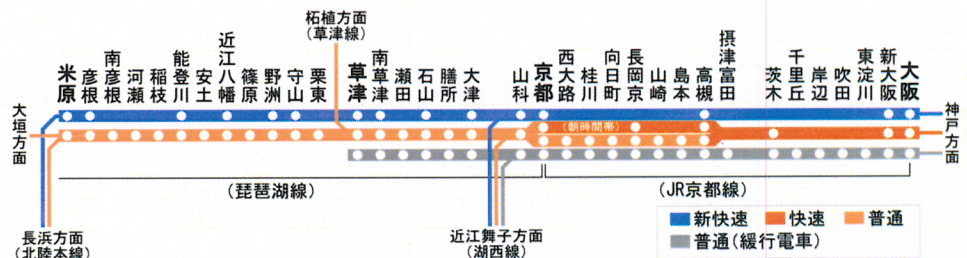 柘植方面
(草津線)
米原
彦根
南彦根
河瀬
稲枝
能登川
安土
近江八幡
篠原
野洲
守山
栗東
草津
南草津
瀬田
石山
膳所
大津
山科
京都
西大路
桂川
向日町
長岡京
山崎
島本
高槻
摂津富田
茨木
千里丘
岸辺
吹田
東淀川
新大阪
大阪
大垣方面
(朝時間帯)
神戸方面
(琵琶湖線)
(JR京都線)
長浜方面
(北陸本線)
近江舞子方面
(湖西線)
新快速
快速
普通
普通(緩行電車)